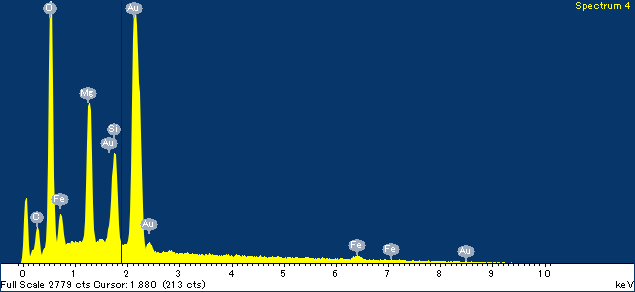 Spectrum 4
O Au
Mg
Si
Au
Fe
Au
Fe Fe Au
0 1 2 3 4 5 6 7 8 9 10
Full Scale 2779 cts Cursor: 1.880 (213 cts) keV